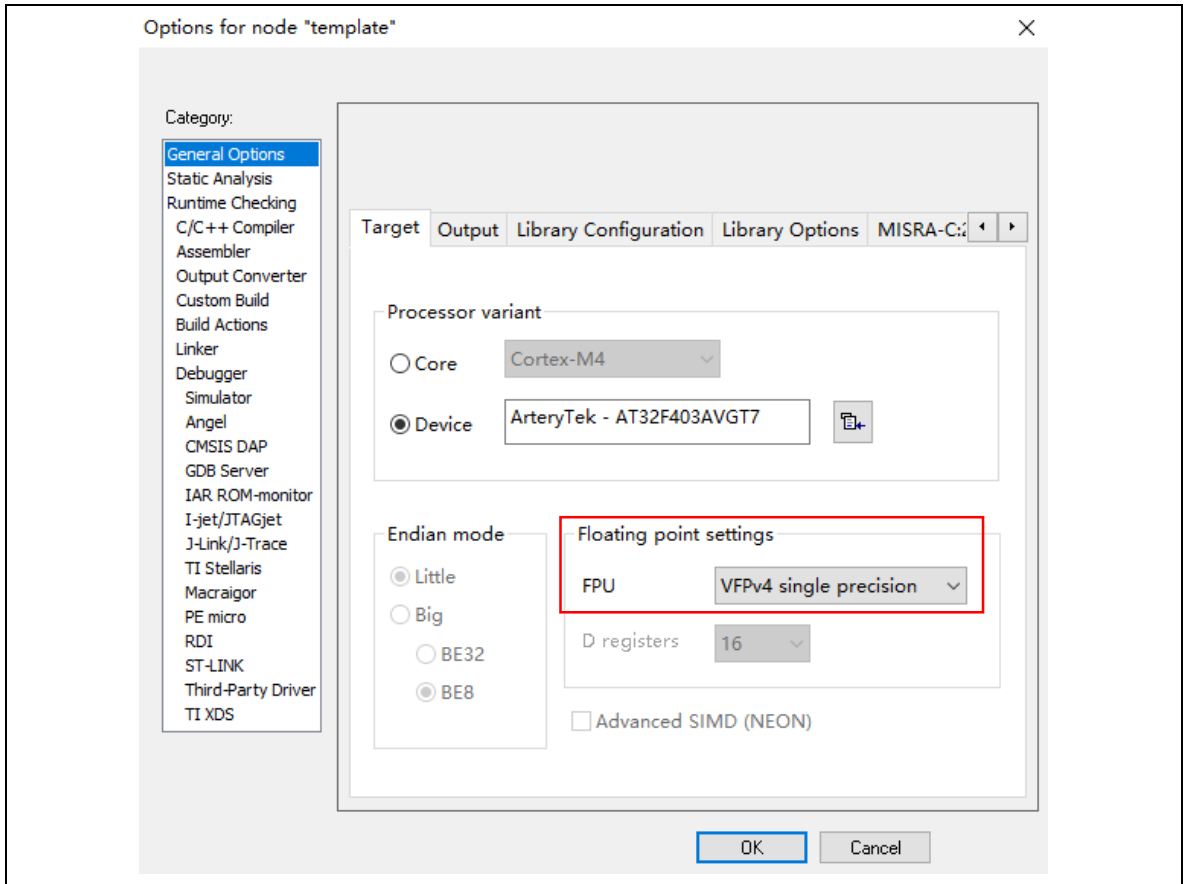 Options for node "template"
Category:
General Options
Static Analysis
Runtime Checking
C/C++ Compiler
Assembler
Output Converter
Custom Build
Build Actions
Linker
Debugger
Simulator
Angel
CMSIS DAP
GDB Server
IAR ROM-monitor
I-jet/JTAGjet
J-Link/J-Trace
TI Stellaris
Macraigor
PE micro
RDI
ST-LINK
Third-Party Driver
TI XDS
Target Output Library Configuration Library Options MISRA-C:2
Processor variant
Core Cortex-M4
Device ArteryTek - AT32F403AVGT7
Endian mode
Little
Big
BE32
BE8
Floating point settings
FPU VFPv4 single precision
D registers 16
Advanced SIMD (NEON)
OK Cancel